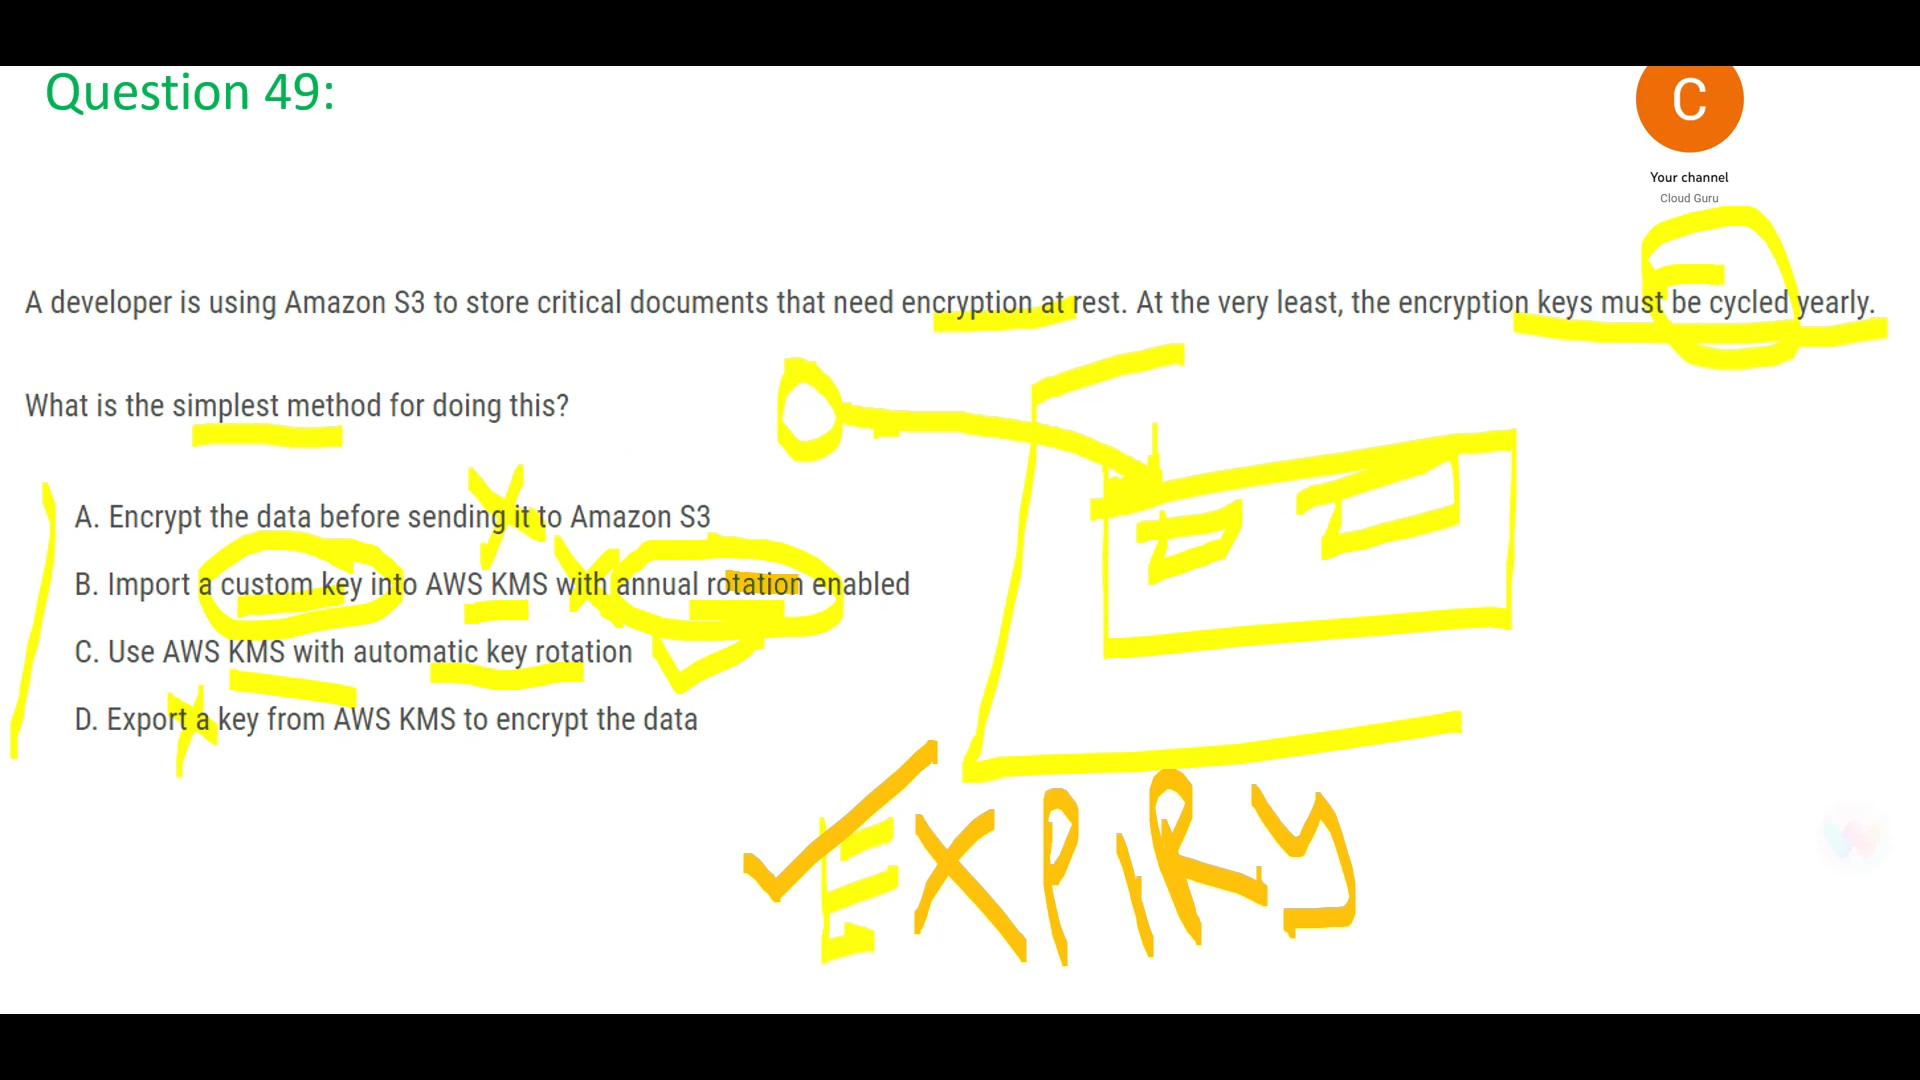 Question 49:
C
Your channel
Cloud Guru
A developer is using Amazon S3 to store critical documents that need encryption at rest. At the very least, the encryption keys must be cycled yearly.
What is the simplest method for doing this?
A. Encrypt the data before sending it to Amazon S3
B. Import a custom key into AWS KMS with annual rotation enabled
C. Use AWS KMS with automatic key rotation
D. Export a key from AWS KMS to encrypt the data
EXPIRY